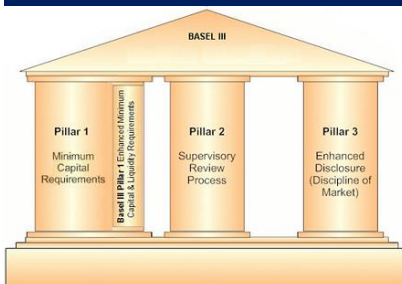 BASEL III
Pillar 1
Minimum
Capital
Requirements
Basel III Pillar 1 Enhanced Minimum
Capital & Liquidity Requirements
Pillar 2
Supervisory
Review
Process
Pillar 3
Enhanced
Disclosure
(Discipline of
Market)